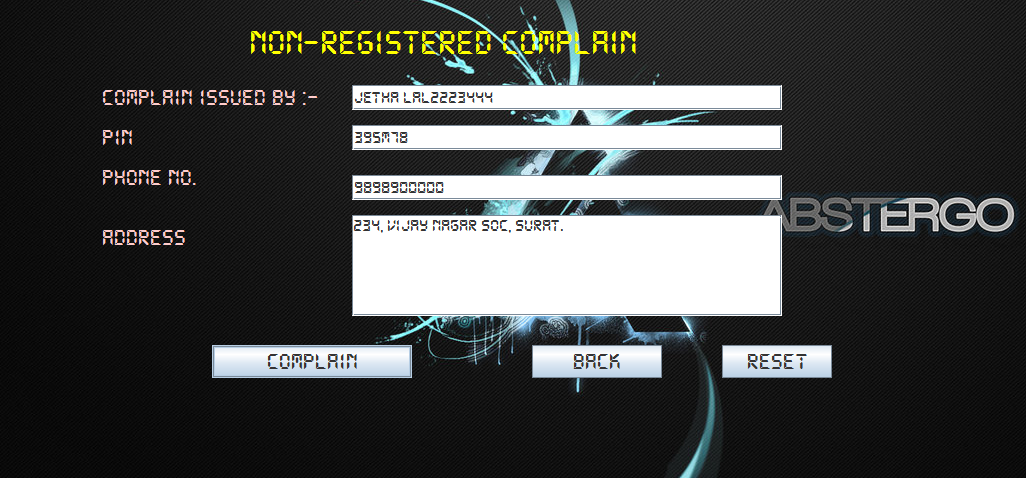 NON-REGISTERED COMPLAIN
COMPLAIN ISSUED BY :- JETHA LAL2223444
PIN 395M78
PHONE NO. 9898900000
ADDRESS 234, VIJAY NAGAR SOC, SURAT.
ABSTERGO
COMPLAIN BACK RESET